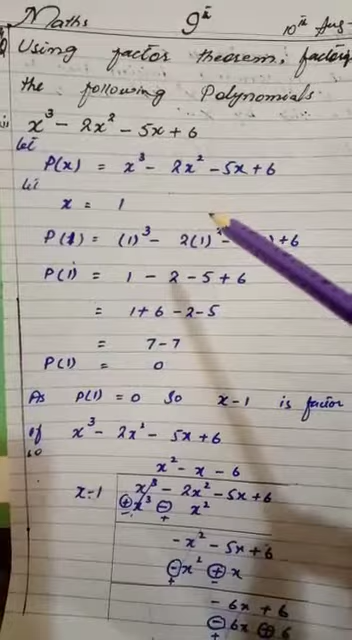 Maths 9th 10th Aug-
Q Using factor theorem, factorize
the following Polynomials
x³ - 2x² - 5x + 6
let
P(x) = x³ - 2x² - 5x + 6
let
x = 1
P(1) = (1)³ - 2(1)² - ) + 6
P(1) = 1 - 2 - 5 + 6
= 1 + 6 - 2 - 5
= 7 - 7
P(1) = 0
As P(1) = 0 So x - 1 is factor
of x³ - 2x² - 5x + 6
so
x² - x - 6
x-1 x³ - 2x² - 5x + 6
⊕x³ ⊖ x²
- +
- x² - 5x + 6
⊖x² ⊕ x
+ -
- 6x + 6
⊖ 6x ⊕ 6
+ -